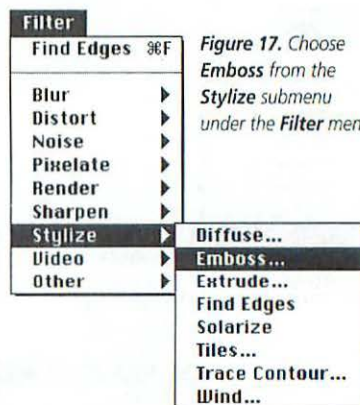 Filter
Find Edges ⌘F
Blur
Distort
Noise
Pixelate
Render
Sharpen
Stylize
Video
Other
Diffuse...
Emboss...
Extrude...
Find Edges
Solarize
Tiles...
Trace Contour...
Wind...
Figure 17. Choose
Emboss from the
Stylize submenu
under the Filter men